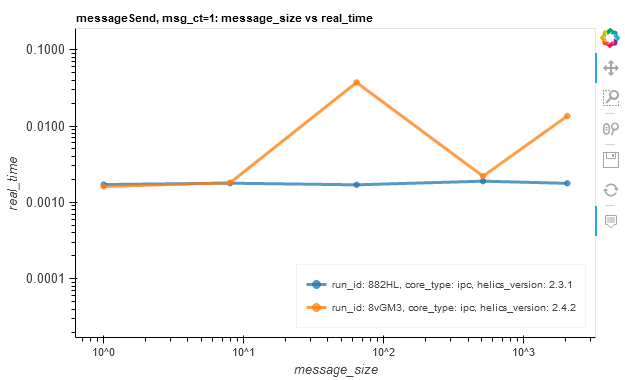 messageSend, msg_ct=1: message_size vs real_time
0.1000
0.0100
0.0010
0.0001
real_time
10^0
10^1
10^2
10^3
message_size
run_id: 882HL, core_type: ipc, helics_version: 2.3.1
run_id: 8vGM3, core_type: ipc, helics_version: 2.4.2